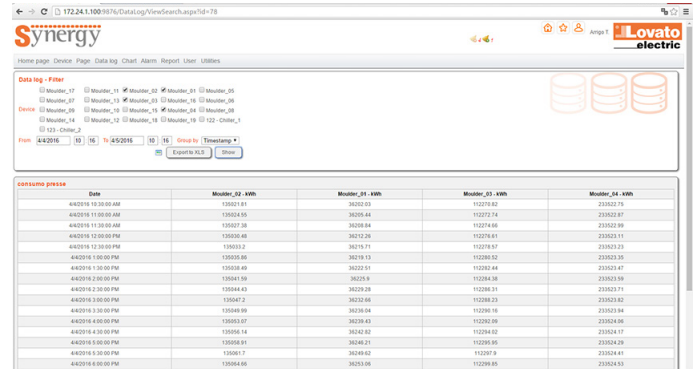 172.24.1.100:9876/DataLog/ViewSearch.aspx?id=78
Synergy
Arrigo T.
Lovato electric
Home page Device Page Data log Chart Alarm Report User Utilities
Data log - Filter
Moulder_17 Moulder_11 Moulder_02 Moulder_01 Moulder_05
Moulder_07 Moulder_13 Moulder_03 Moulder_16 Moulder_06
Device Moulder_09 Moulder_10 Moulder_15 Moulder_04 Moulder_08
Moulder_14 Moulder_12 Moulder_18 Moulder_19 122 - Chiller_1
123 - Chiller_2
From 4/4/2016 10 16 To 4/5/2016 10 16 Group by Timestamp
Export to XLS Show
consumo presse
Date Moulder_02 - kWh Moulder_01 - kWh Moulder_03 - kWh Moulder_04 - kWh
4/4/2016 10:30:00 AM 135021.81 36202.03 112270.82 233522.75
4/4/2016 11:00:00 AM 135024.55 36205.44 112272.74 233522.87
4/4/2016 11:30:00 AM 135027.38 36208.84 112274.66 233522.99
4/4/2016 12:00:00 PM 135030.48 36212.26 112276.61 233523.11
4/4/2016 12:30:00 PM 135033.2 36215.71 112278.57 233523.23
4/4/2016 1:00:00 PM 135035.88 36219.13 112280.52 233523.35
4/4/2016 1:30:00 PM 135038.49 36222.51 112282.44 233523.47
4/4/2016 2:00:00 PM 135041.59 36225.9 112284.38 233523.59
4/4/2016 2:30:00 PM 135044.43 36229.28 112286.31 233523.71
4/4/2016 3:00:00 PM 135047.2 36232.66 112288.23 233523.82
4/4/2016 3:30:00 PM 135049.99 36236.04 112290.16 233523.94
4/4/2016 4:00:00 PM 135053.07 36239.43 112292.09 233524.06
4/4/2016 4:30:00 PM 135056.14 36242.82 112294.02 233524.17
4/4/2016 5:00:00 PM 135058.91 36246.21 112295.95 233524.29
4/4/2016 5:30:00 PM 135061.7 36249.62 112297.9 233524.41
4/4/2016 6:00:00 PM 135064.66 36253.06 112299.85 233524.53